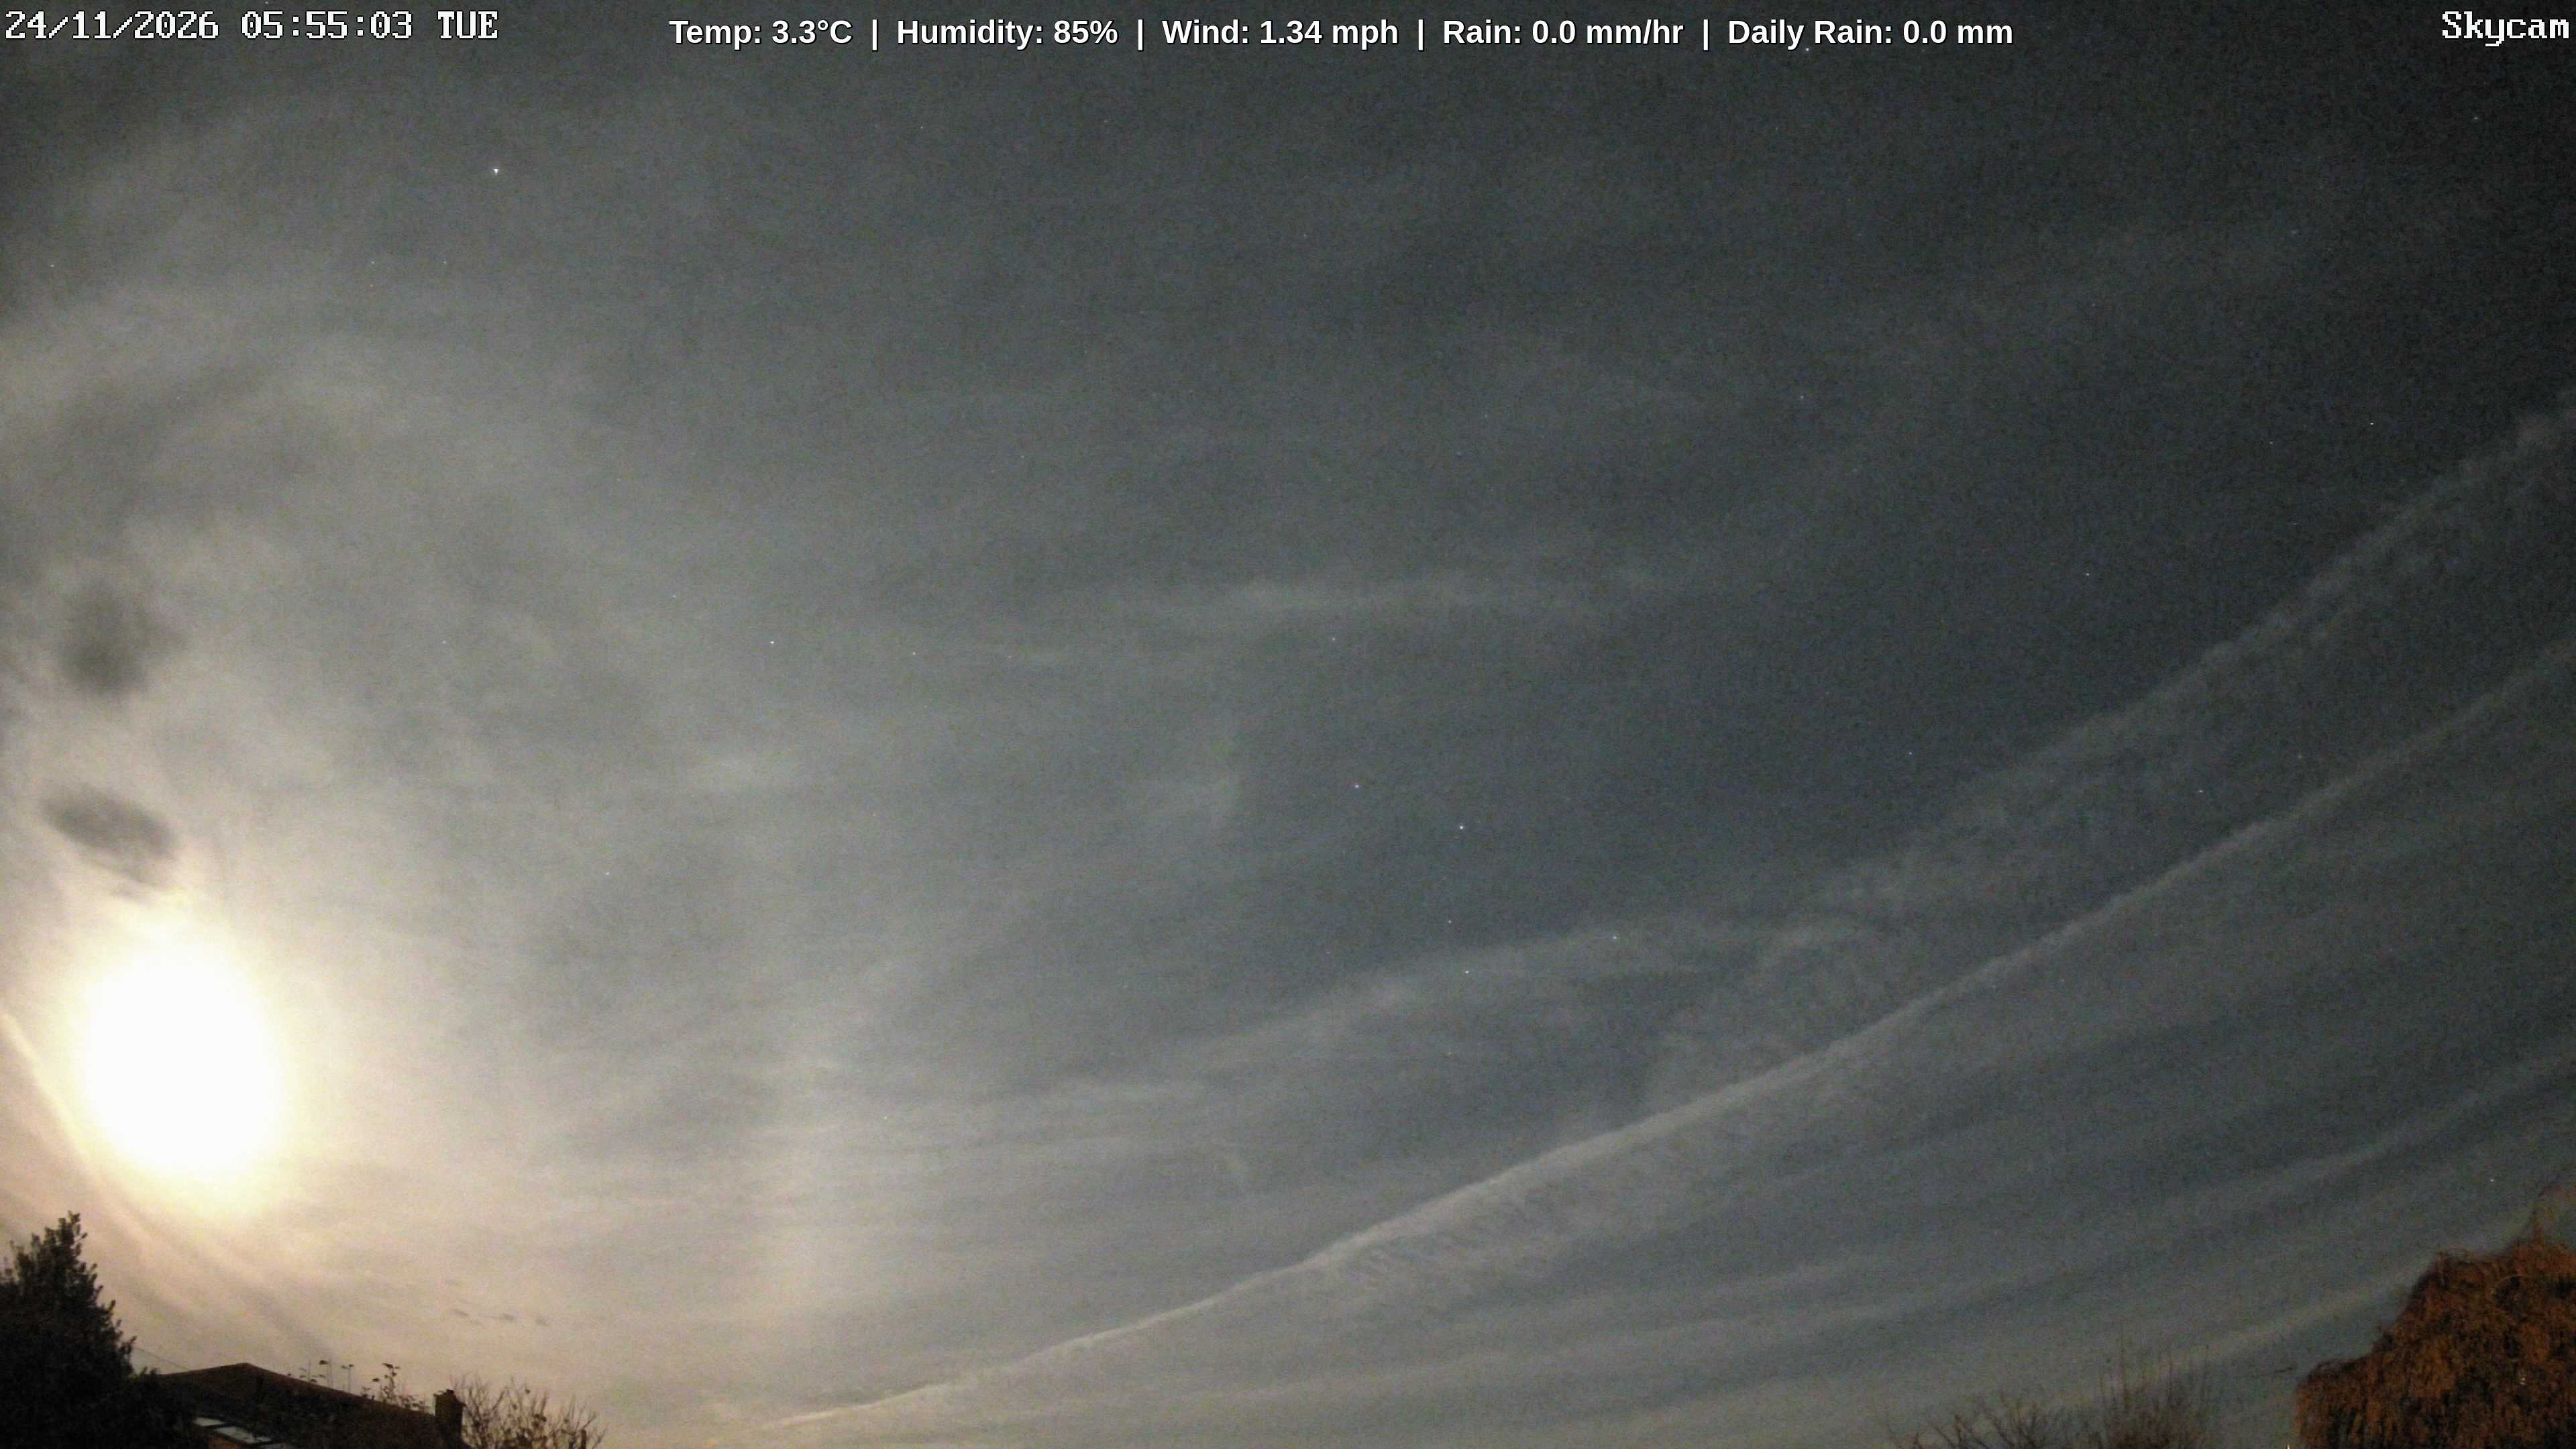 24/11/2026 05:55:03 TUE
Temp: 3.3°C | Humidity: 85% | Wind: 1.34 mph | Rain: 0.0 mm/hr | Daily Rain: 0.0 mm
Skycam